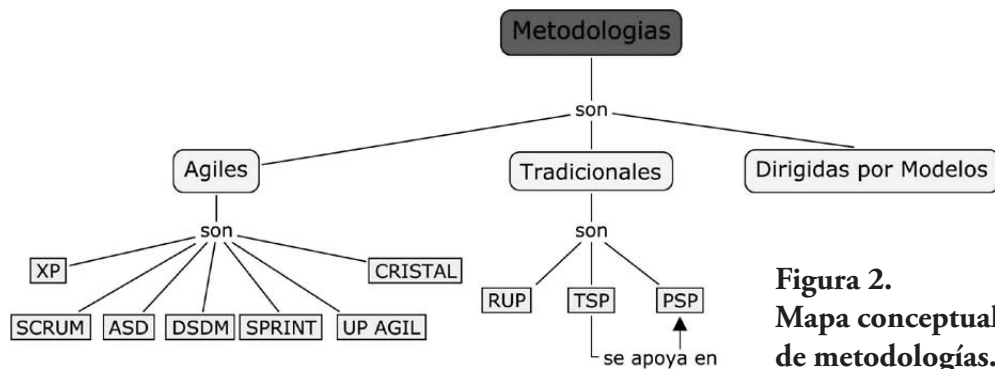 Metodologias
son
Agiles
Tradicionales
Dirigidas por Modelos
son
son
XP
CRISTAL
SCRUM
ASD
DSDM
SPRINT
UP AGIL
RUP
TSP
PSP
se apoya en
Figura 2.
Mapa conceptual
de metodologías.